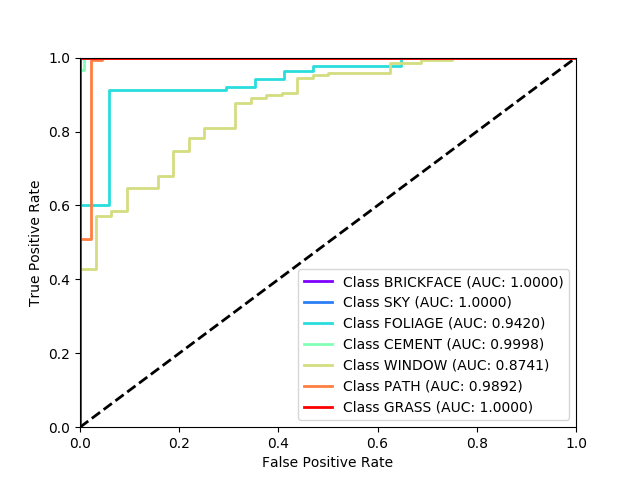 1.0
0.8
0.6
0.4
0.2
0.0
True Positive Rate
Class BRICKFACE (AUC: 1.0000)
Class SKY (AUC: 1.0000)
Class FOLIAGE (AUC: 0.9420)
Class CEMENT (AUC: 0.9998)
Class WINDOW (AUC: 0.8741)
Class PATH (AUC: 0.9892)
Class GRASS (AUC: 1.0000)
0.0 0.2 0.4 0.6 0.8 1.0
False Positive Rate